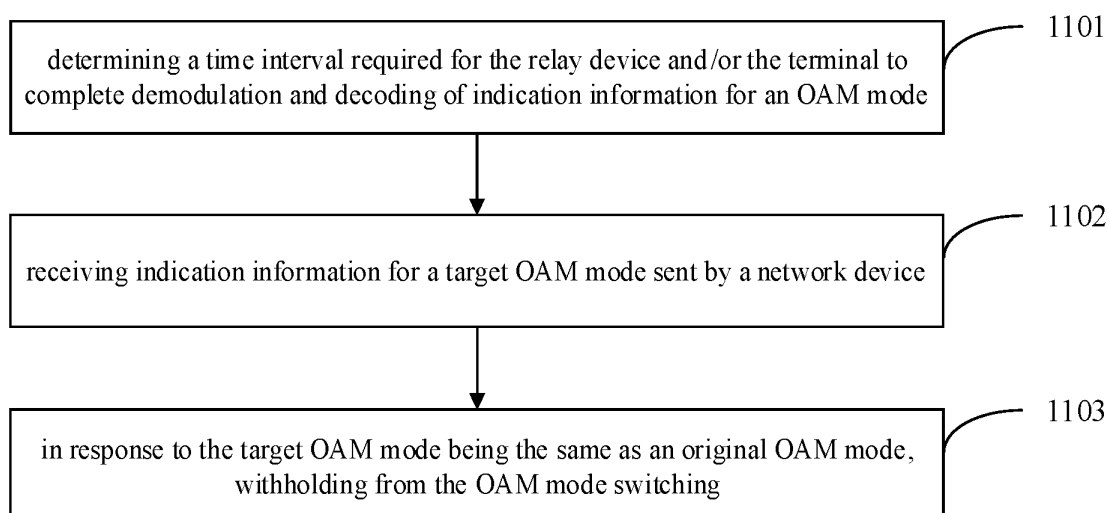 1101
determining a time interval required for the relay device and/or the terminal to
complete demodulation and decoding of indication information for an OAM mode
1102
receiving indication information for a target OAM mode sent by a network device
1103
in response to the target OAM mode being the same as an original OAM mode,
withholding from the OAM mode switching